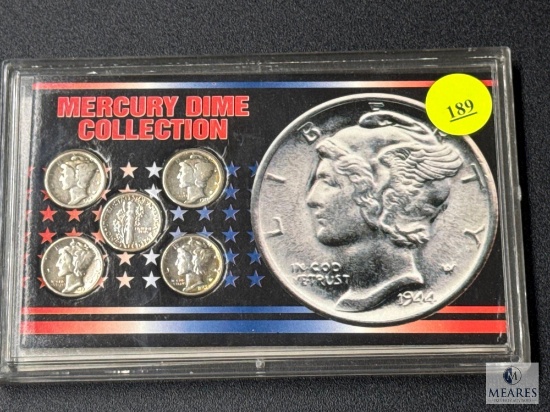 MERCURY DIME
COLLECTION
189
LIBERTY
IN GOD
WE TRUST
1944
MEARES